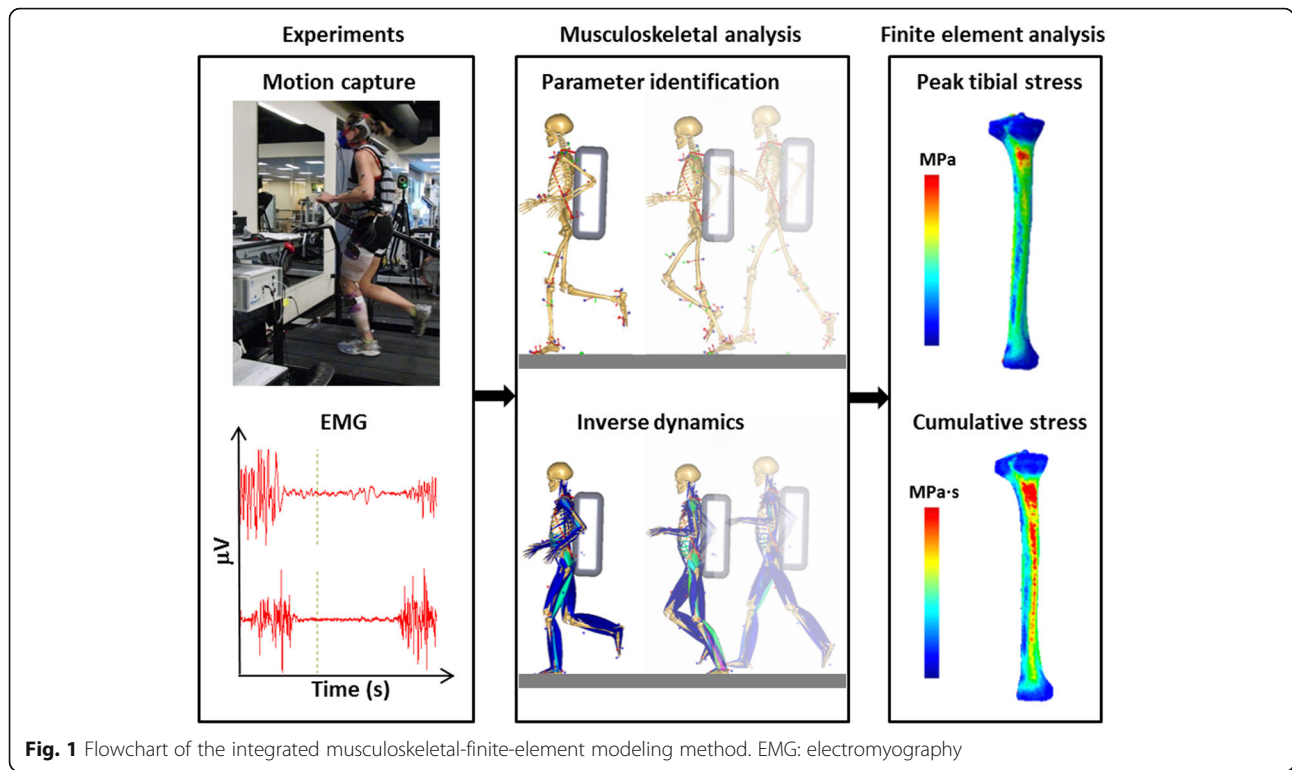 Experiments
Musculoskeletal analysis
Finite element analysis
Motion capture
Parameter identification
Peak tibial stress
MPa
EMG
Inverse dynamics
Cumulative stress
MPa·s
μV
Time (s)
Fig. 1 Flowchart of the integrated musculoskeletal-finite-element modeling method. EMG: electromyography